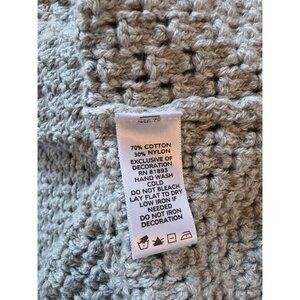 70% COTTON
30% NYLON
EXCLUSIVE OF
DECORATION
RN 81893
HAND WASH
COLD
DO NOT BLEACH
LAY FLAT TO DRY
LOW IRON IF
NEEDED
DO NOT IRON
DECORATION